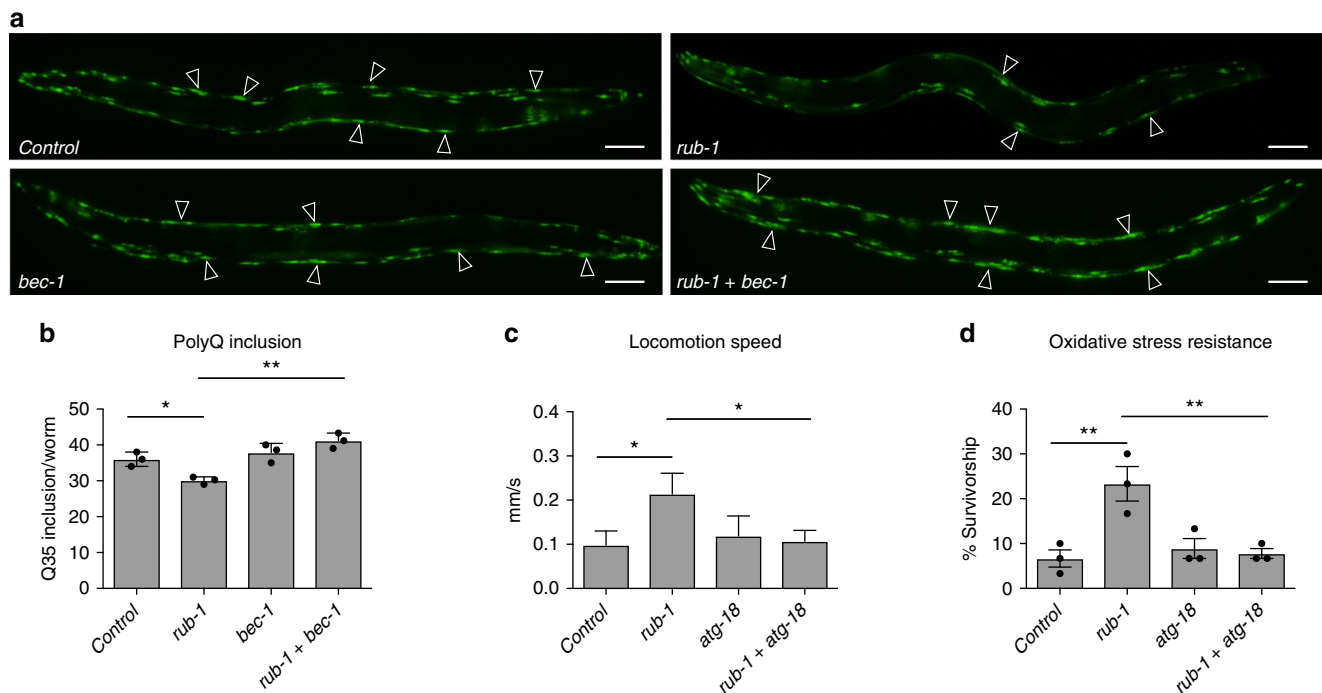 a
Control
rub-1
bec-1
rub-1 + bec-1
b
PolyQ inclusion
**
*
50
40
30
20
10
0
Q35 inclusion/worm
Control
rub-1
bec-1
rub-1 + bec-1
c
Locomotion speed
*
*
0.4
0.3
0.2
0.1
0.0
mm/s
Control
rub-1
atg-18
rub-1 + atg-18
d
Oxidative stress resistance
**
**
40
30
20
10
0
% Survivorship
Control
rub-1
atg-18
rub-1 + atg-18